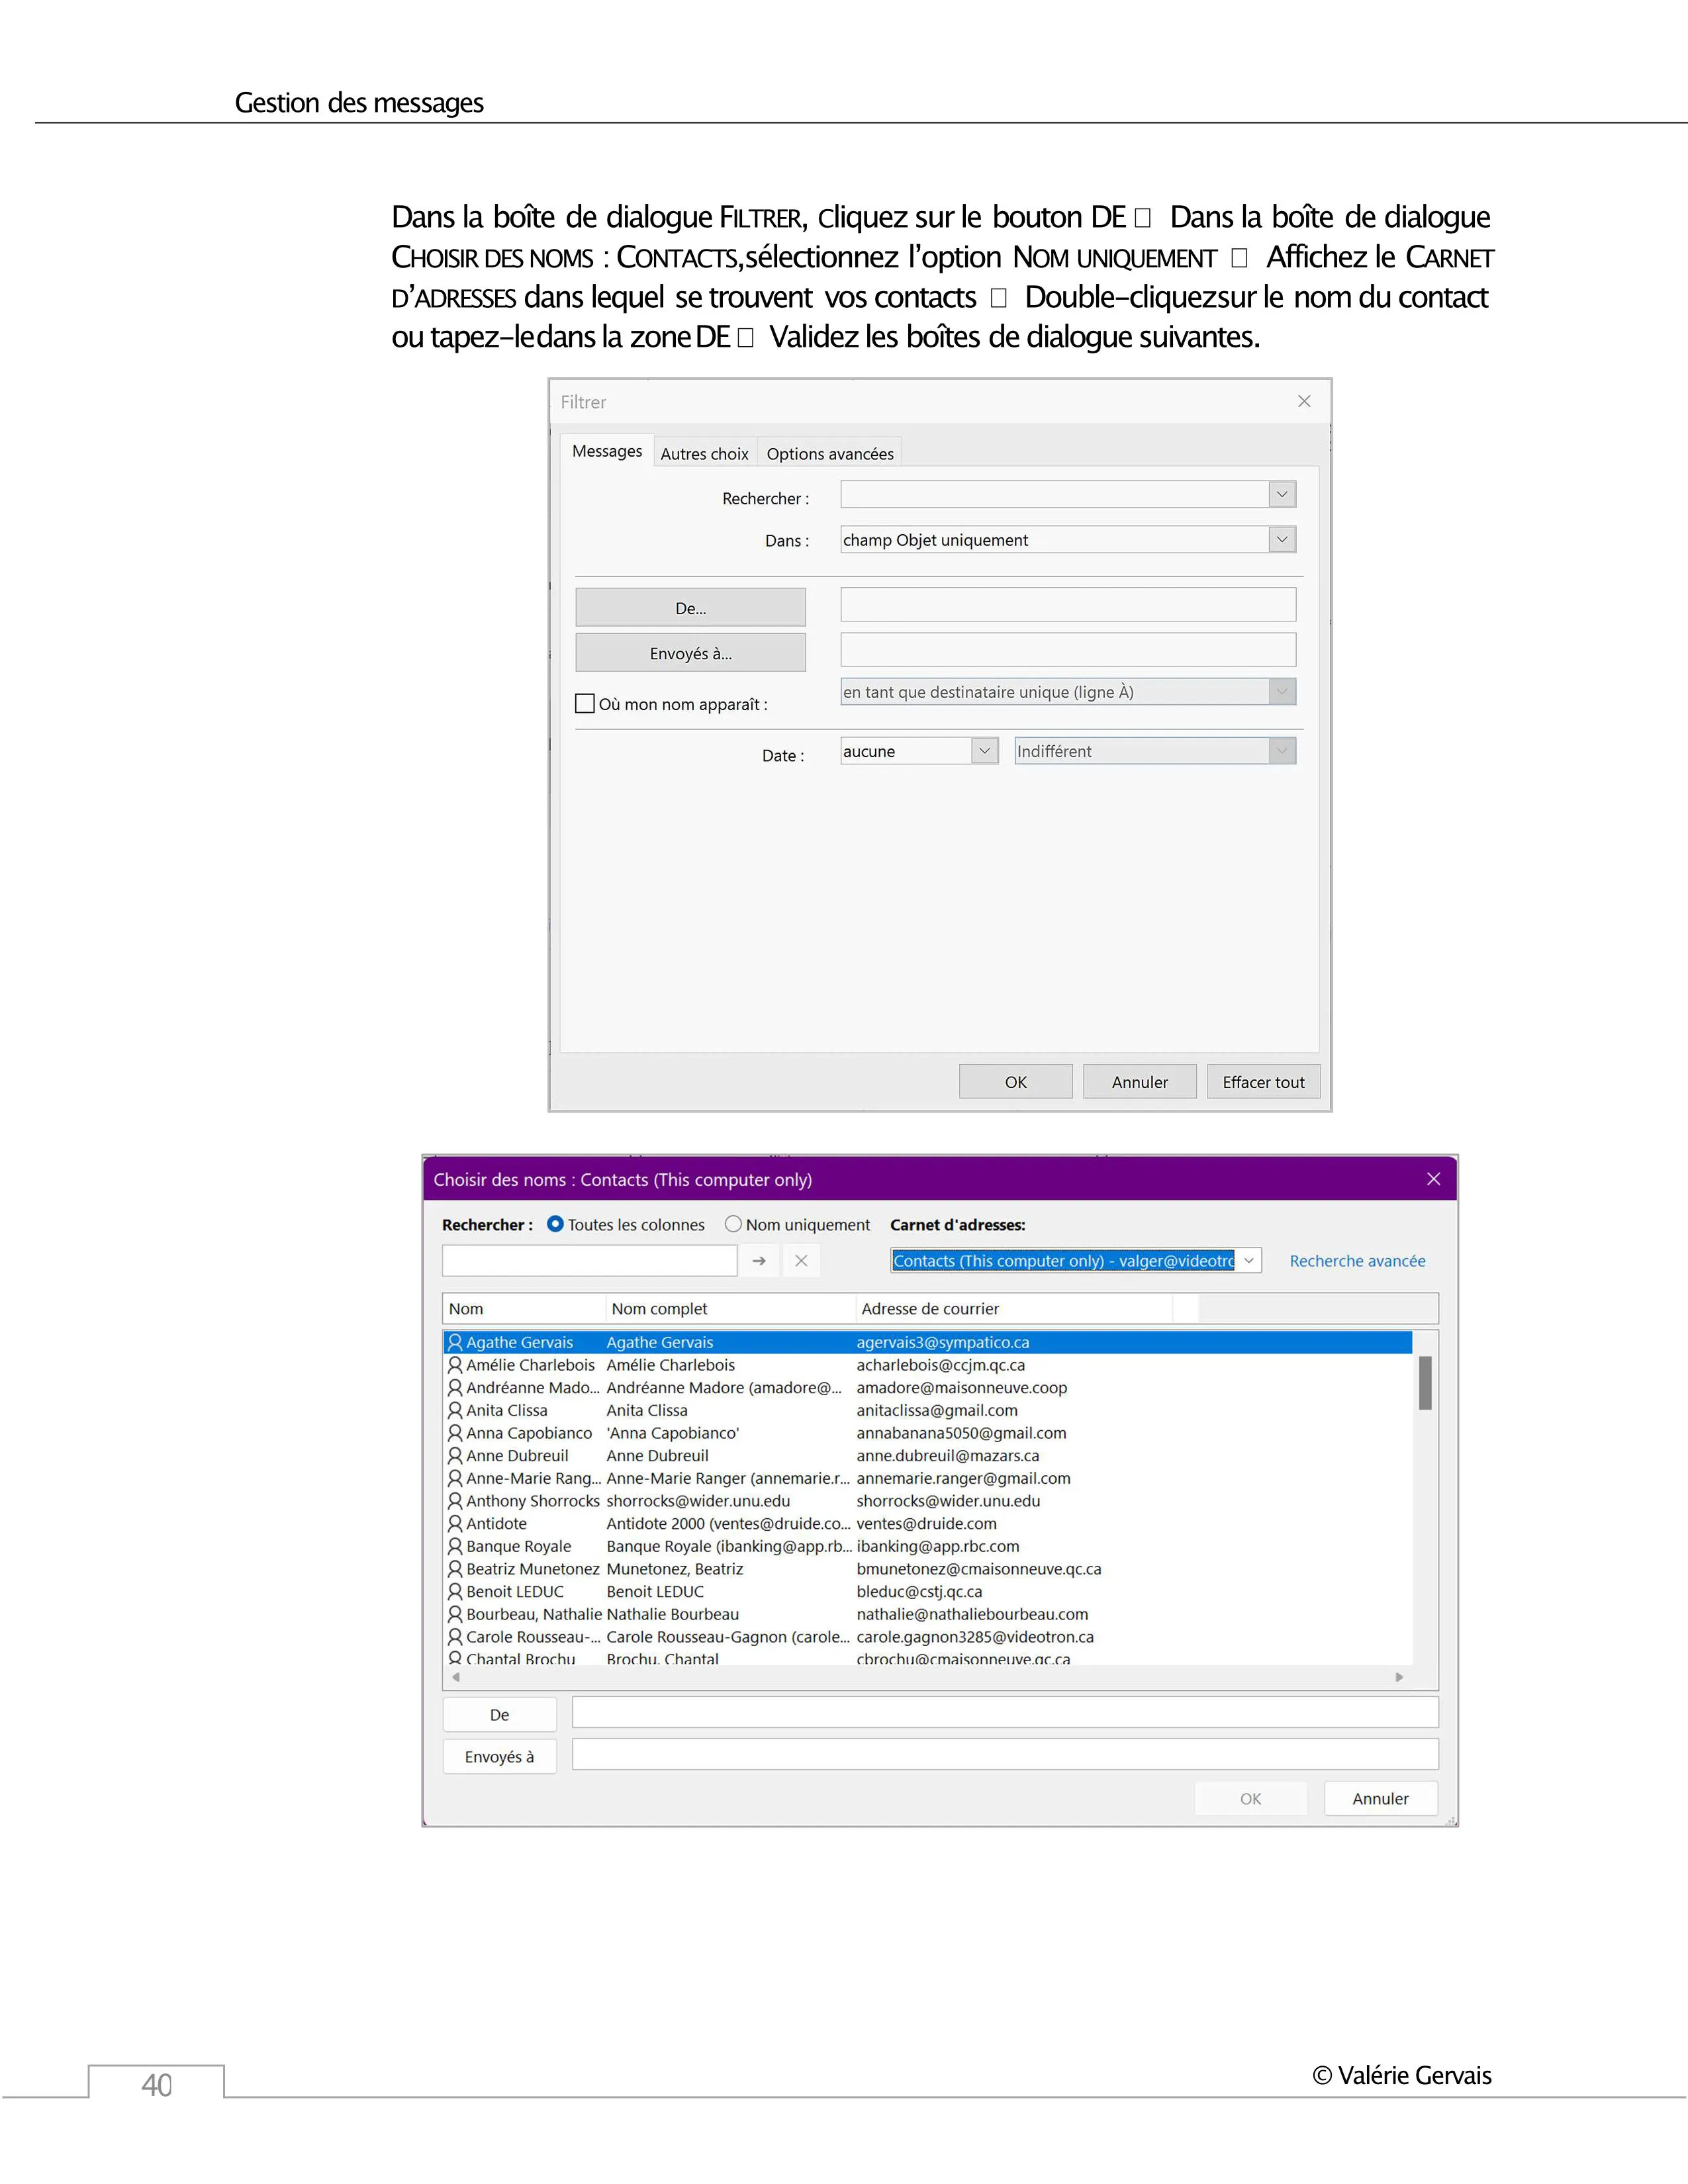 Gestion des messages
Dans la boîte de dialogue FILTRER, Cliquez sur le bouton DE □ Dans la boîte de dialogue
CHOISIR DES NOMS : CONTACTS,sélectionnez l’option NOM UNIQUEMENT □ Affichez le CARNET
D’ADRESSES dans lequel se trouvent vos contacts □ Double-cliquezsur le nom du contact
ou tapez-ledans la zone DE □ Validez les boîtes de dialogue suivantes.
Filtrer
Messages Autres choix Options avancées
Rechercher :
Dans : champ Objet uniquement
De...
Envoyés à...
Où mon nom apparaît : en tant que destinataire unique (ligne À)
Date : aucune Indifférent
OK Annuler Effacer tout
Choisir des noms : Contacts (This computer only)
Rechercher : Toutes les colonnes Nom uniquement Carnet d'adresses:
Contacts (This computer only) - valger@videotrc Recherche avancée
Nom Nom complet Adresse de courrier
Agathe Gervais Agathe Gervais agervais3@sympatico.ca
Amélie Charlebois Amélie Charlebois acharlebois@ccjm.qc.ca
Andréanne Mado... Andréanne Madore (amadore@... amadore@maisonneuve.coop
Anita Clissa Anita Clissa anitaclissa@gmail.com
Anna Capobianco 'Anna Capobianco' annabanana5050@gmail.com
Anne Dubreuil Anne Dubreuil anne.dubreuil@mazars.ca
Anne-Marie Rang... Anne-Marie Ranger (annemarie.r... annemarie.ranger@gmail.com
Anthony Shorrocks shorrocks@wider.unu.edu shorrocks@wider.unu.edu
Antidote Antidote 2000 (ventes@druide.co... ventes@druide.com
Banque Royale Banque Royale (ibanking@app.rb... ibanking@app.rbc.com
Beatriz Munetonez Munetonez, Beatriz bmunetonez@cmaisonneuve.qc.ca
Benoit LEDUC Benoit LEDUC bleduc@cstj.qc.ca
Bourbeau, Nathalie Nathalie Bourbeau nathalie@nathaliebourbeau.com
Carole Rousseau-... Carole Rousseau-Gagnon (carole... carole.gagnon3285@videotron.ca
Chantal Brochu Brochu, Chantal cbrochu@cmaisonneuve.qc.ca
De
Envoyés à
OK Annuler
40
© Valérie Gervais